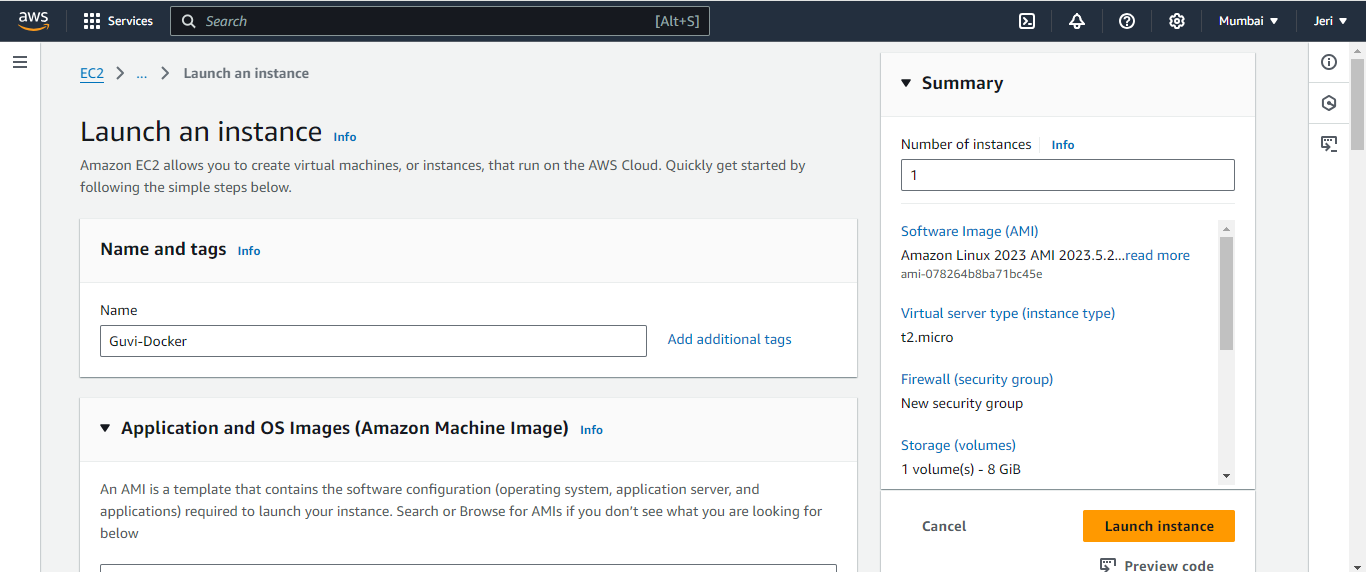 aws Services Search [Alt+S] Mumbai Jeri
EC2 ... Launch an instance
Launch an instance Info
Amazon EC2 allows you to create virtual machines, or instances, that run on the AWS Cloud. Quickly get started by
following the simple steps below.
Name and tags Info
Name
Guvi-Docker Add additional tags
Application and OS Images (Amazon Machine Image) Info
An AMI is a template that contains the software configuration (operating system, application server, and
applications) required to launch your instance. Search or Browse for AMIs if you don't see what you are looking for
below
Summary
Number of instances Info
1
Software Image (AMI)
Amazon Linux 2023 AMI 2023.5.2...read more
ami-078264b8ba71bc45e
Virtual server type (instance type)
t2.micro
Firewall (security group)
New security group
Storage (volumes)
1 volume(s) - 8 GiB
Cancel Launch instance
Preview code